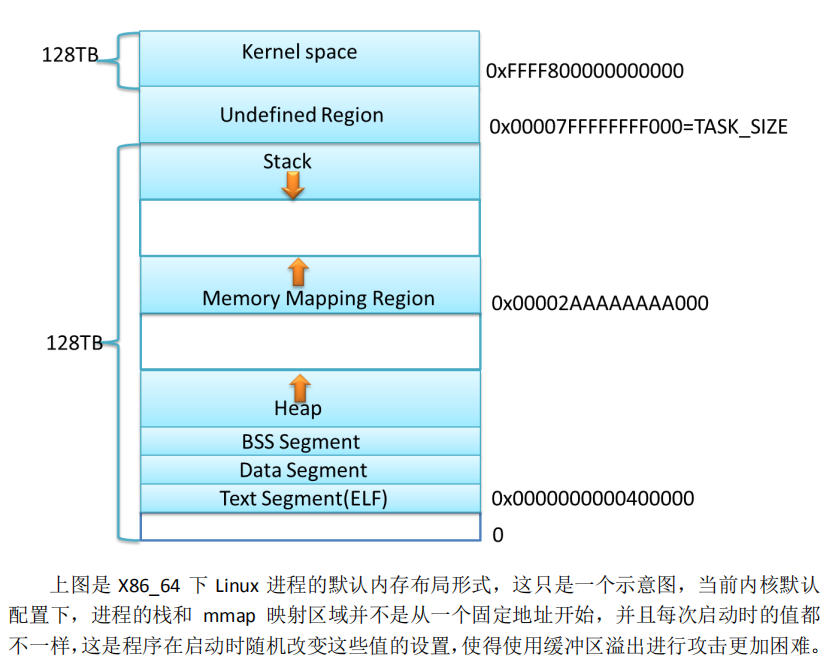 128TB
Kernel space
0xFFFF800000000000
Undefined Region
0x00007FFFFFFFF000=TASK_SIZE
Stack
Memory Mapping Region
0x00002AAAAAAAA000
128TB
Heap
BSS Segment
Data Segment
Text Segment(ELF)
0x0000000000400000
0
上图是 X86_64 下 Linux 进程的默认内存布局形式，这只是一个示意图，当前内核默认
配置下，进程的栈和 mmap 映射区域并不是从一个固定地址开始，并且每次启动时的值都
不一样，这是程序在启动时随机改变这些值的设置，使得使用缓冲区溢出进行攻击更加困难。